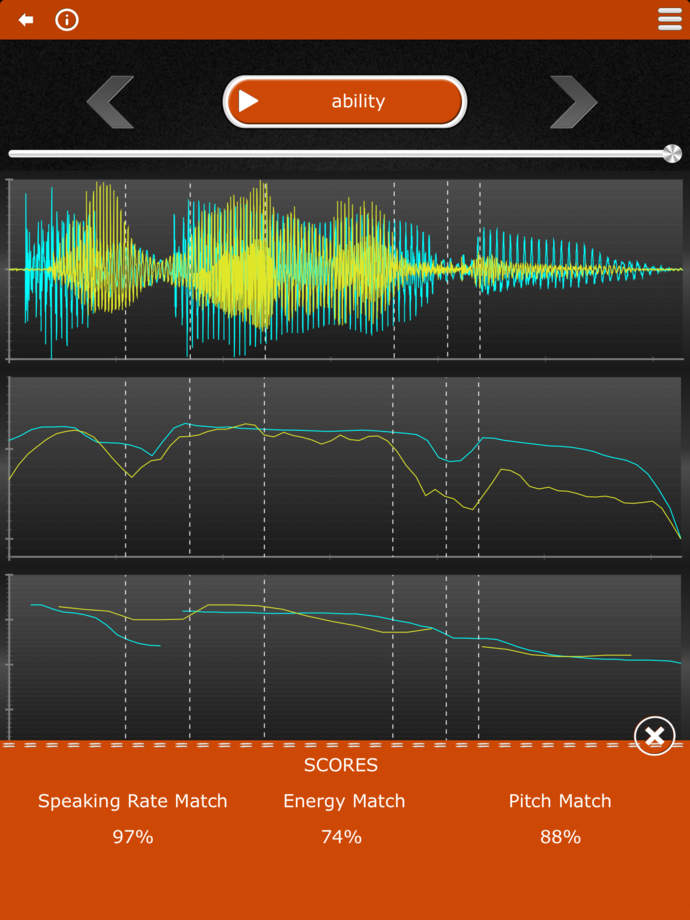 ability
SCORES
Speaking Rate Match Energy Match Pitch Match
97% 74% 88%